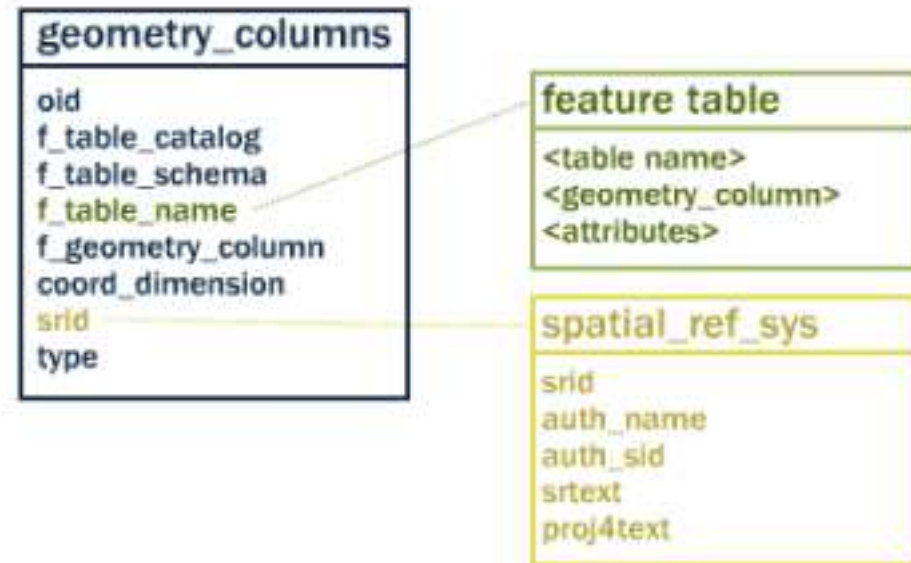 geometry_columns
oid
f_table_catalog
f_table_schema
f_table_name
f_geometry_column
coord_dimension
srid
type
feature table
<table name>
<geometry_column>
<attributes>
spatial_ref_sys
srid
auth_name
auth_sid
srtext
proj4text